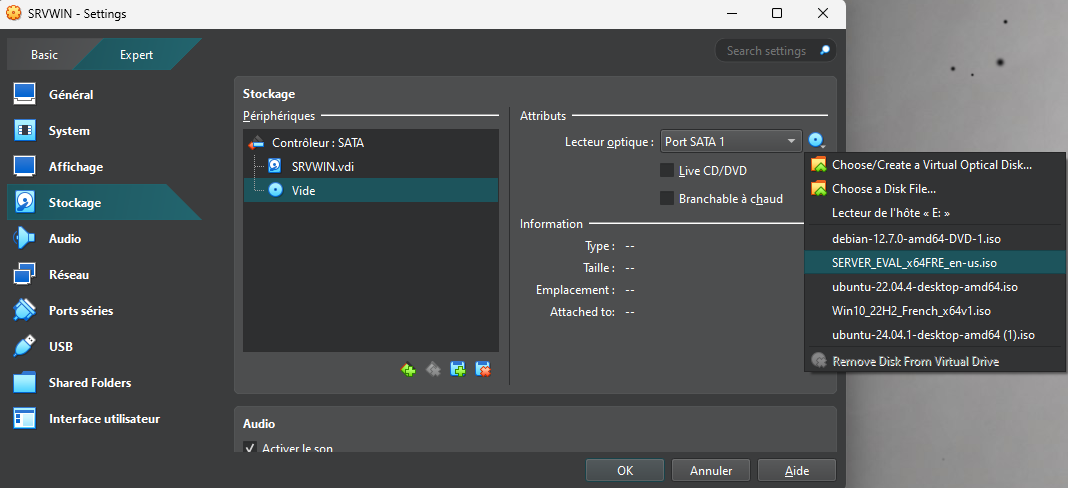 SRVWIN - Settings
Basic
Expert
Search settings
Général
System
Affichage
Stockage
Audio
Réseau
Ports séries
USB
Shared Folders
Interface utilisateur
Stockage
Périphériques
Contrôleur : SATA
SRVWIN.vdi
Vide
Attributs
Lecteur optique : Port SATA 1
Live CD/DVD
Branchable à chaud
Information
Type : --
Taille : --
Emplacement : --
Attached to: --
Choose/Create a Virtual Optical Disk...
Choose a Disk File...
Lecteur de l'hôte « E: »
debian-12.7.0-amd64-DVD-1.iso
SERVER_EVAL_x64FRE_en-us.iso
ubuntu-22.04.4-desktop-amd64.iso
Win10_22H2_French_x64v1.iso
ubuntu-24.04.1-desktop-amd64 (1).iso
Remove Disk From Virtual Drive
Audio
Activer le son
OK
Annuler
Aide